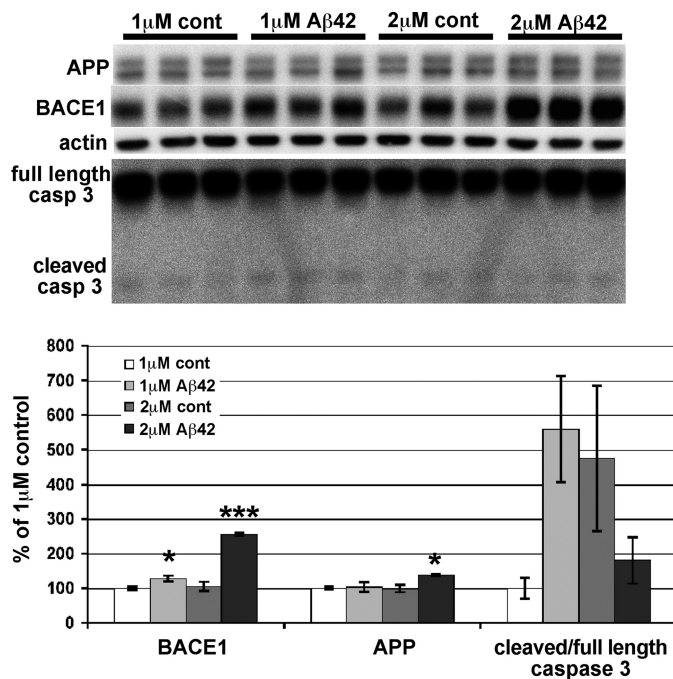 1μM cont 1μM Aβ42 2μM cont 2μM Aβ42
APP
BACE1
actin
full length
casp 3
cleaved
casp 3
% of 1μM control
800
700
600
500
400
300
200
100
0
1μM cont
1μM Aβ42
2μM cont
2μM Aβ42
*
***
*
BACE1 APP cleaved/full length
caspase 3